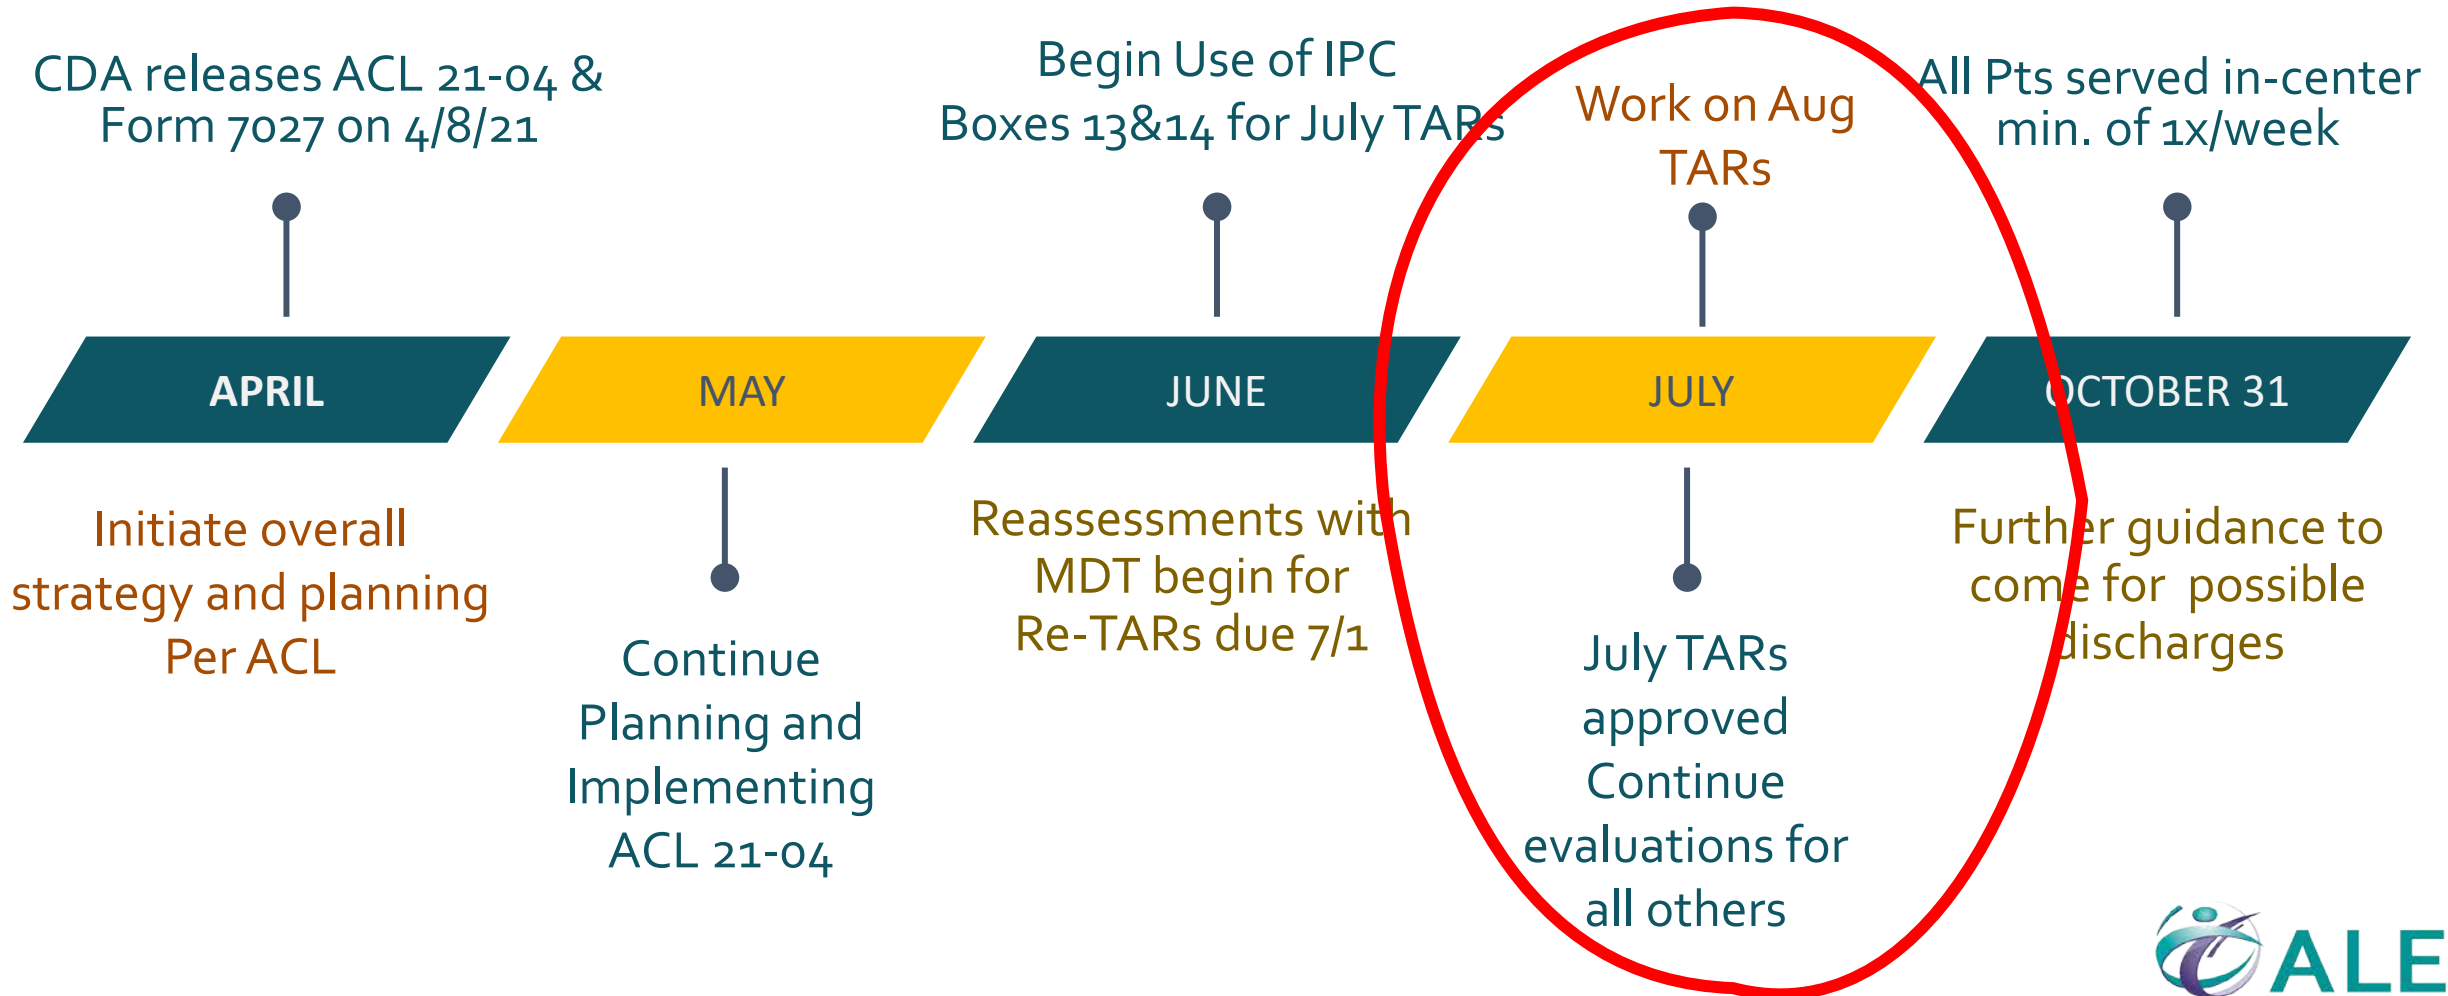 CDA releases ACL 21-04 &
Form 7027 on 4/8/21
Begin Use of IPC
Boxes 13&14 for July TARs
Work on Aug
TARs
All Pts served in-center
min. of 1x/week
APRIL
MAY
JUNE
JULY
OCTOBER 31
Initiate overall
strategy and planning
Per ACL
Continue
Planning and
Implementing
ACL 21-04
Reassessments with
MDT begin for
Re-TARs due 7/1
July TARs
approved
Continue
evaluations for
all others
Further guidance to
come for possible
discharges
ALE